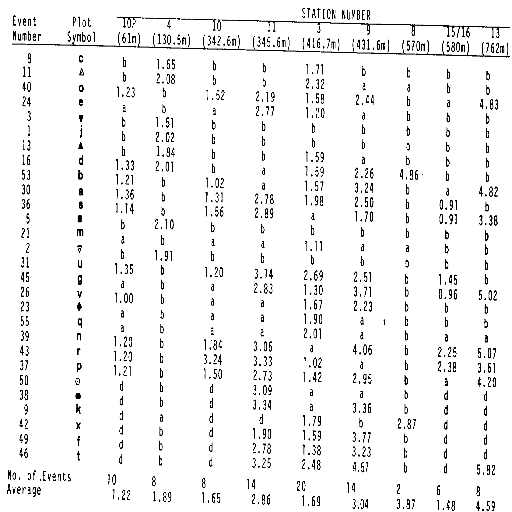 STATION NUMBER
Event Plot 10? 4 10 11 3 9 8 15/16 13
Number Symbol (61m) (130.5m) (342.6m) (345.6m) (416.7m) (431.6m) (570m) (580m) (762m)
8 c b 1.65 b b 1.71 b b b b
11 ▵ b 2.08 b b 2.32 a a b b
40 o 1.23 b 1.52 2.19 1.58 2.44 b a 4.83
24 e a b a 2.77 1.20 a b b b
3 ▾ b 1.51 b b b b b b b
1 j b 2.02 b b b b b b b
13 ▲ b 1.94 b b 1.59 b b b b
16 d 1.33 2.01 a b 1.59 2.26 4.86 b b
53 b 1.21 b 1.02 a 1.57 3.24 b a 4.82
30 a 1.36 b 1.31 2.78 1.98 2.50 b 0.91 b
36 s 1.14 b 1.56 2.89 a 1.70 b 0.93 3.38
5 ■ b 2.10 b b b b b b b
21 m a b a a 1.11 a a b b
2 ▿ b 1.91 b b b b b b b
31 u 1.35 b 1.20 3.14 2.69 2.51 b 1.45 b
45 g a a a 2.83 1.30 3.71 b 0.96 5.02
26 v 1.00 b b a 1.67 2.23 b b b
23 ♦ a b a a 1.90 a b b b
55 q a b a a 2.01 a b a a
39 n 1.20 b 1.84 3.06 a 4.06 b 2.25 5.07
43 r 1.20 b 3.24 3.33 1.02 a b 2.38 3.61
37 p 1.21 b 1.50 2.73 1.42 2.95 b a 4.20
50 ⊙ d b d 3.09 a a b d d
38 ● d b d 3.34 a 3.36 b d d
9 k d a d d 1.79 b 2.87 d d
42 x d b d 1.90 1.59 3.77 b d d
49 f d b d 2.78 1.38 3.23 b d d
46 t d b d 3.25 2.48 4.57 b d 5.92
No. of Events 10 8 8 14 20 14 2 6 8
Average 1.22 1.89 1.65 2.86 1.69 3.04 3.87 1.48 4.59